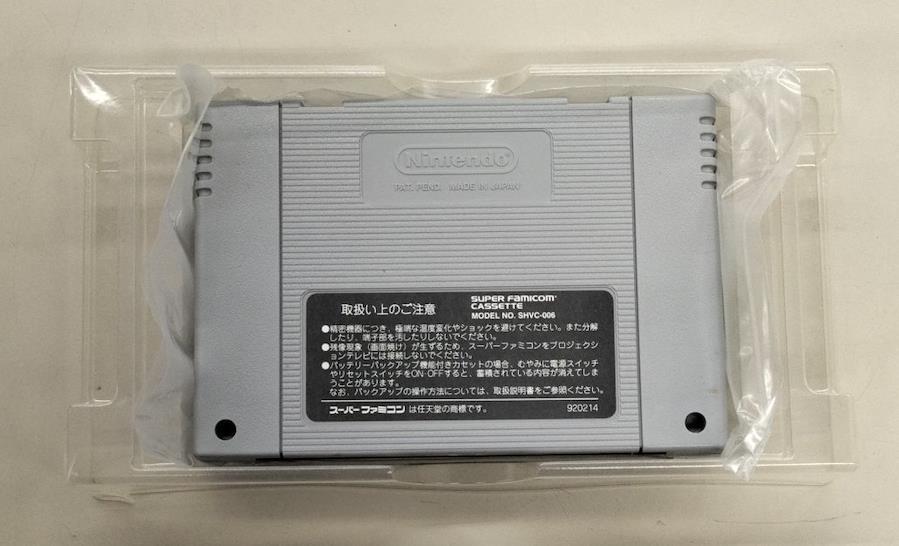 Nintendo
PAT. PEND. MADE IN JAPAN
取扱い上のご注意
SUPER FAMICOM
CASSETTE
MODEL NO. SHVC-006
●精密機器につき、極端な温度変化やショックを避けてください。また分解
したり、端子部を汚したりしないでください。
●残像現象(画面焼け)が生ずるため、スーパーファミコンをプロジェクシ
ョンテレビには接続しないでください。
●バッテリーバックアップ機能付きカセットの場合、むやみに電源スイッチ
やリセットスイッチをON・OFFすると、蓄積されている内容が消えてしま
うことがあります。
なお、バックアップの操作方法については、取扱説明書をご参照ください。
スーパーファミコンは任天堂の商標です。
920214